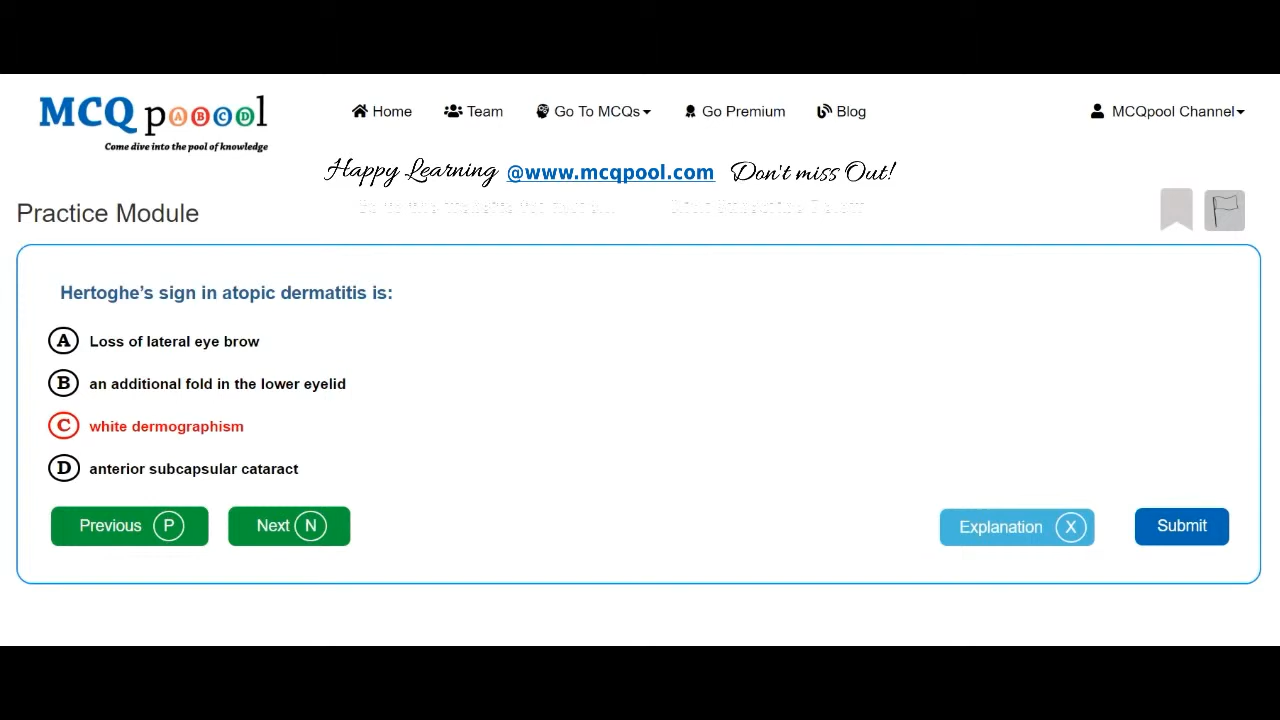 MCQ pooool
A B C D
Come dive into the pool of knowledge
Home Team Go To MCQs Go Premium Blog MCQpool Channel
Happy Learning @www.mcqpool.com Don't miss Out!
Practice Module
Hertoghe's sign in atopic dermatitis is:
A Loss of lateral eye brow
B an additional fold in the lower eyelid
C white dermographism
D anterior subcapsular cataract
Previous P Next N Explanation X Submit